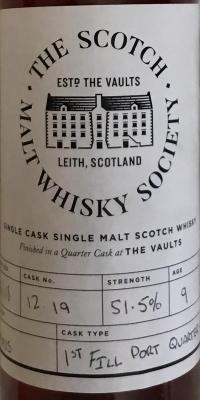 THE SCOTCH MALT WHISKY SOCIETY
ESTD THE VAULTS
LEITH, SCOTLAND
SINGLE CASK SINGLE MALT SCOTCH WHISKY
Finished in a Quarter Cask at THE VAULTS
CASK No. STRENGTH AGE
12.19 51.5% 9
CASK TYPE
1ST FILL PORT QUARTER